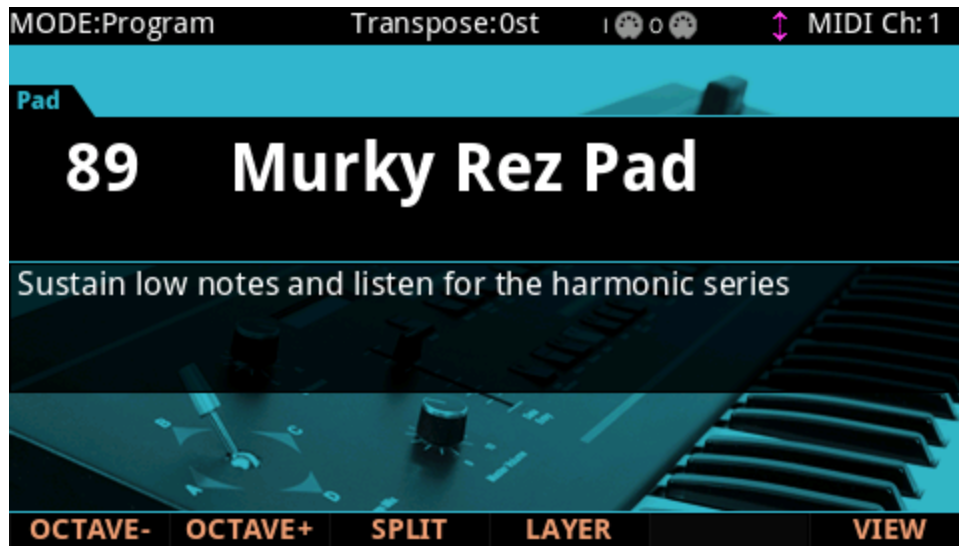 MODE:Program Transpose:0st I O MIDI Ch:1
Pad
89 Murky Rez Pad
Sustain low notes and listen for the harmonic series
B C
A D
OCTAVE- OCTAVE+ SPLIT LAYER VIEW